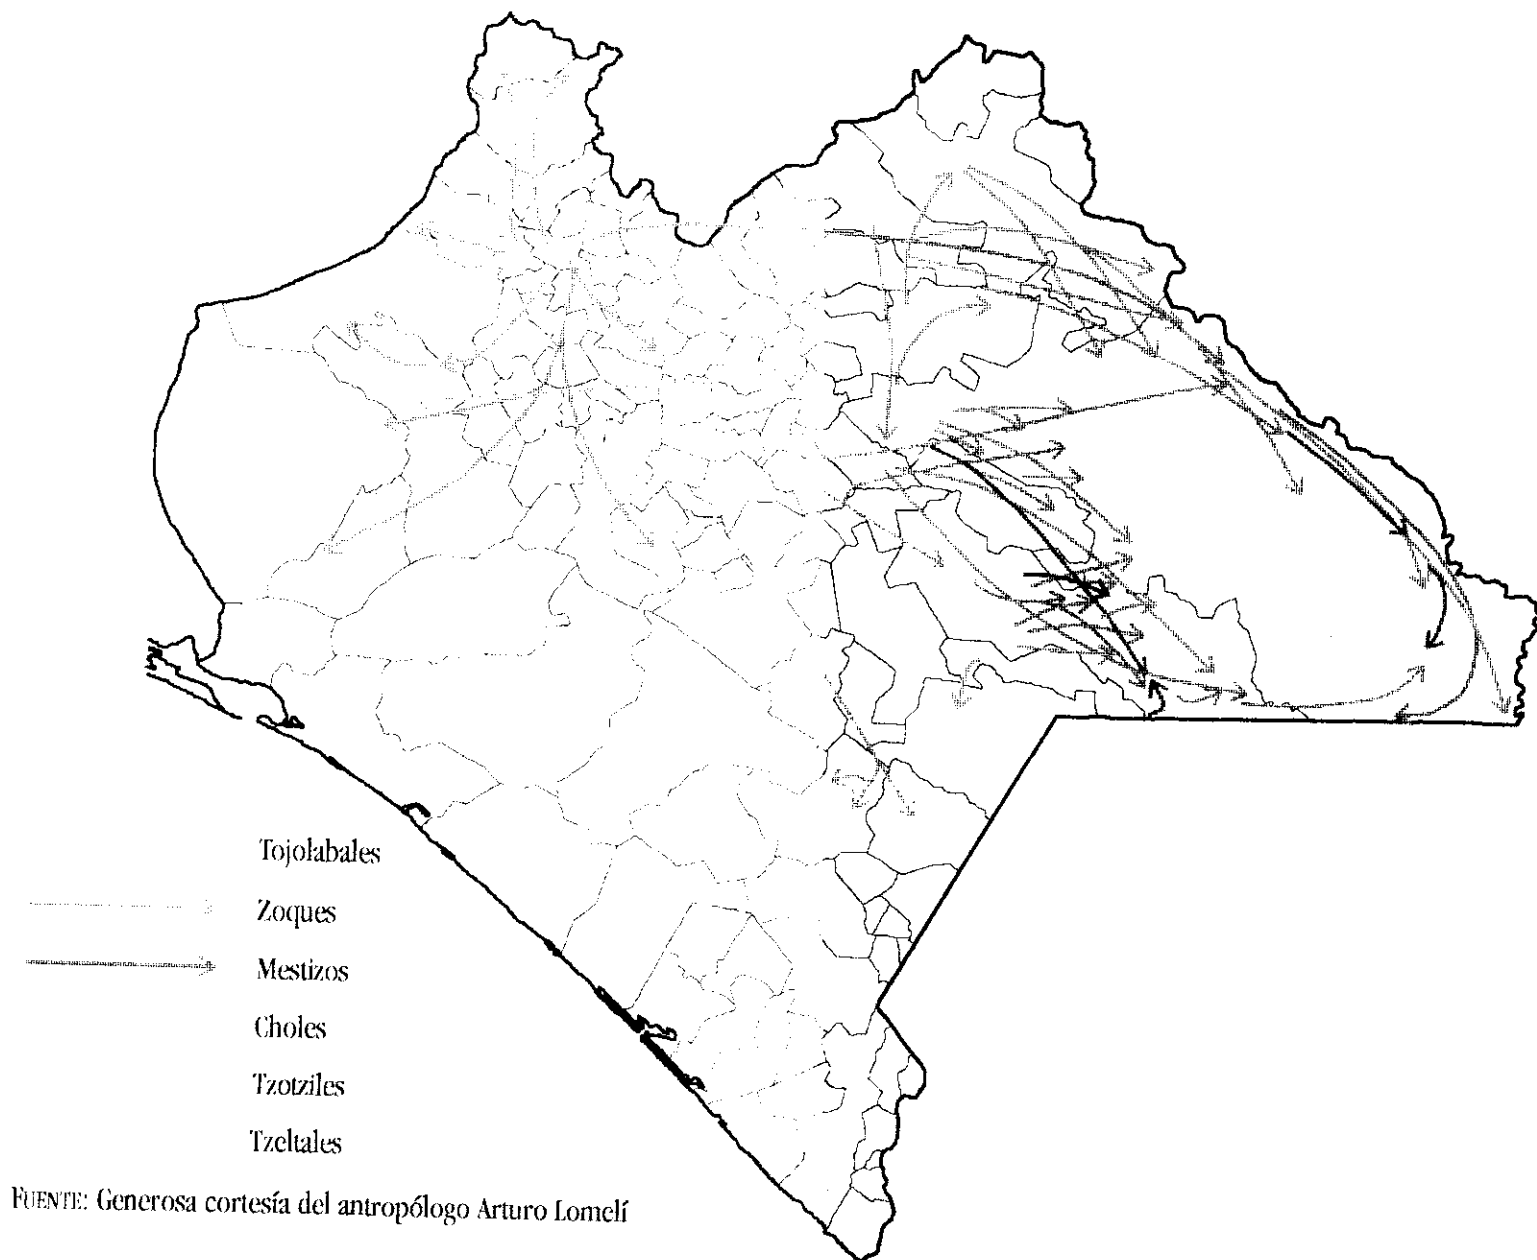 Tojolabales
Zoques
Mestizos
Choles
Tzotziles
Tzeltales
FUENTE: Generosa cortesía del antropólogo Arturo Lomelí